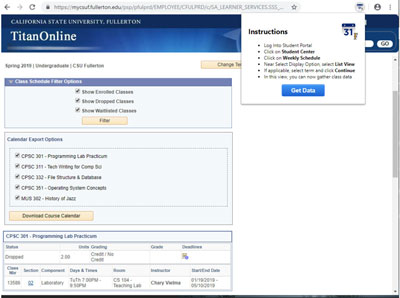 https://mycsuf.fullerton.edu/psp/pfulprd/EMPLOYEE/CFULPRD/c/SA_LEARNER_SERVICES.SSS_
CALIFORNIA STATE UNIVERSITY, FULLERTON
TitanOnline
GO
31
Instructions
• Log Into Student Portal
• Click on Student Center
• Click on Weekly Schedule
• Near Select Display Option, select List View
• If applicable, select term and click Continue
• In this view, you can now gather class data
Get Data
Spring 2019 | Undergraduate | CSU Fullerton
Change Ter
Class Schedule Filter Options
Show Enrolled Classes
Show Dropped Classes
Show Waitlisted Classes
Filter
Calendar Export Options
CPSC 301 - Programming Lab Practicum
CPSC 311 - Tech Writing for Comp Sci
CPSC 332 - File Structure & Database
CPSC 351 - Operating System Concepts
MUS 302 - History of Jazz
Download Course Calendar
CPSC 301 - Programming Lab Practicum
Status Units Grading Grade Deadlines
Dropped 2.00 Credit / No Credit
Class Nbr Section Component Days & Times Room Instructor Start/End Date
13586 02 Laboratory TuTh 7:00PM - CS 104 - Chary Vielma 01/19/2019 -
Teaching Lab 05/10/2019